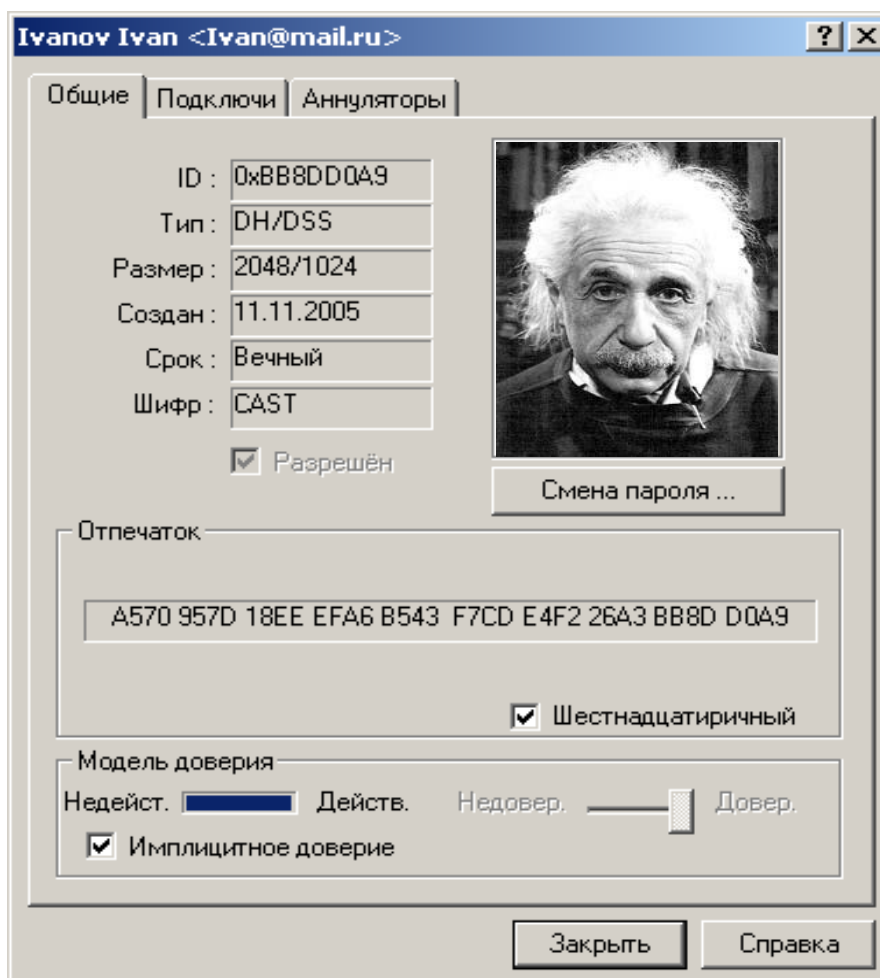 Ivanov Ivan <Ivan@mail.ru>
Общие Подключи Аннуляторы
ID : 0xBB8DD0A9
Тип : DH/DSS
Размер : 2048/1024
Создан : 11.11.2005
Срок : Вечный
Шифр : CAST
Разрешён
Смена пароля ...
Отпечаток
A570 957D 18EE EFA6 B543 F7CD E4F2 26A3 BB8D D0A9
Шестнадцатиричный
Модель доверия
Недейст. Действ. Недовер. Довер.
Имплицитное доверие
Закрыть Справка